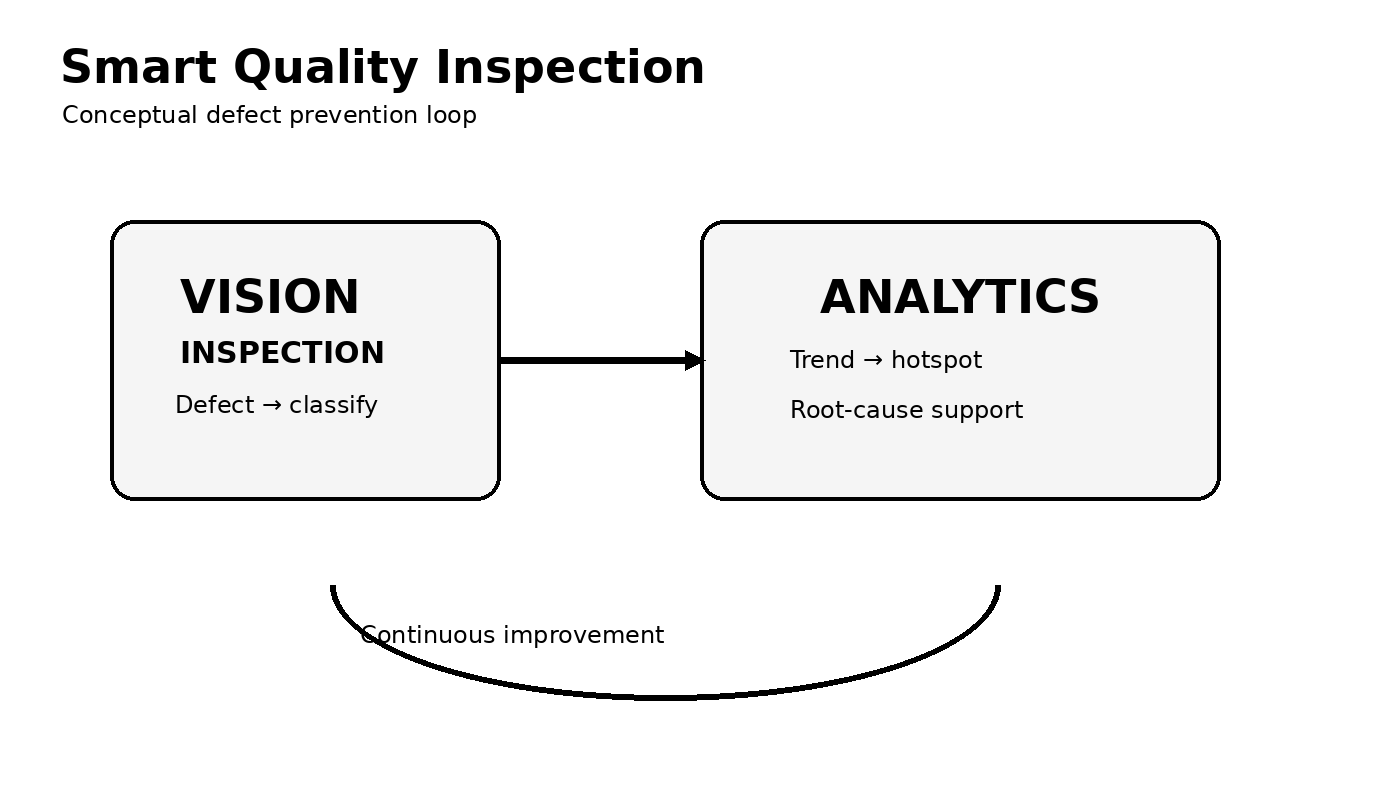 Smart Quality Inspection
Conceptual defect prevention loop
VISION
INSPECTION
Defect → classify
ANALYTICS
Trend → hotspot
Root-cause support
Continuous improvement